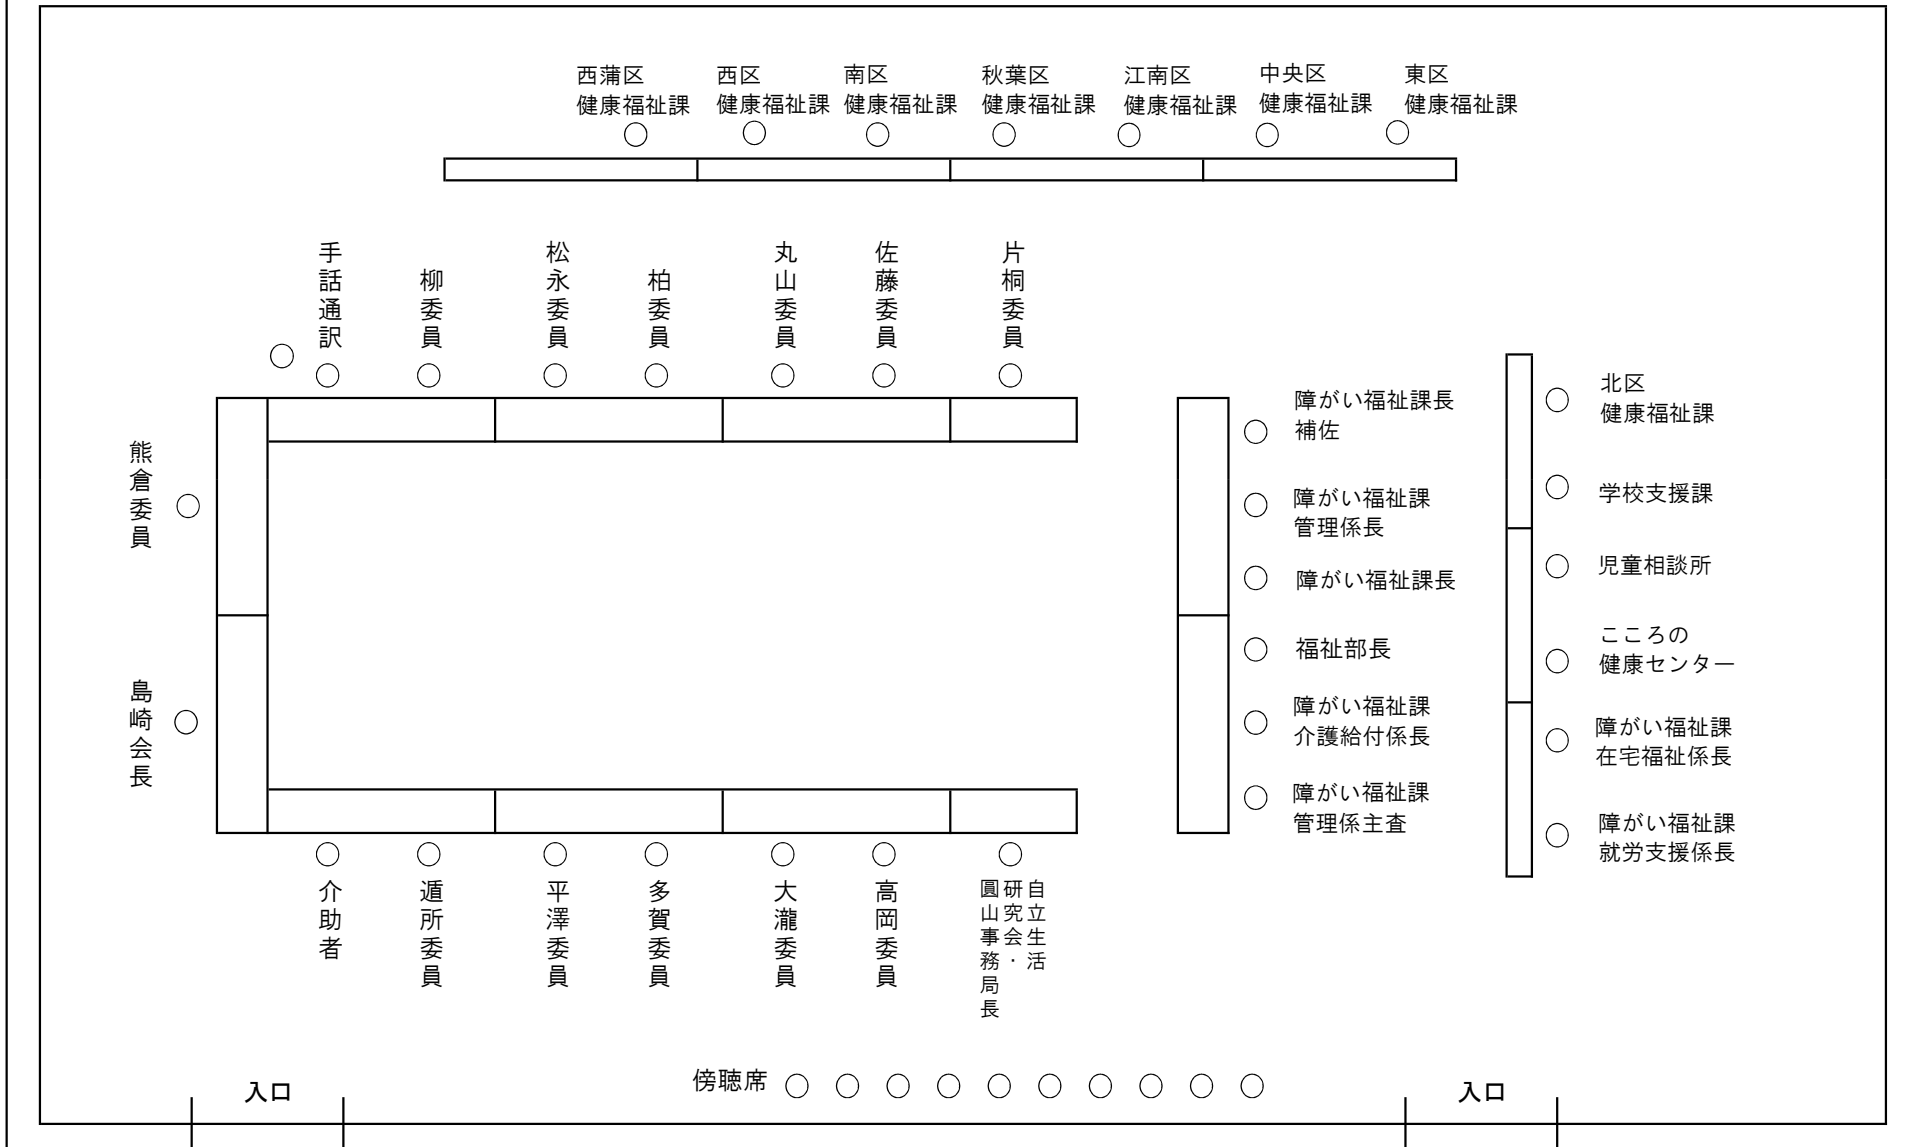 西蒲区
健康福祉課
西区
健康福祉課
南区
健康福祉課
秋葉区
健康福祉課
江南区
健康福祉課
中央区
健康福祉課
東区
健康福祉課
手話通訳
柳委員
松永委員
柏委員
丸山委員
佐藤委員
片桐委員
熊倉委員
島崎会長
障がい福祉課長
補佐
障がい福祉課
管理係長
障がい福祉課長
福祉部長
障がい福祉課
介護給付係長
障がい福祉課
管理係主査
北区
健康福祉課
学校支援課
児童相談所
こころの
健康センター
障がい福祉課
在宅福祉係長
障がい福祉課
就労支援係長
介助者
遁所委員
平澤委員
多賀委員
大瀧委員
高岡委員
自立生活
研究会・
圓山事務局長
傍聴席
入口
入口